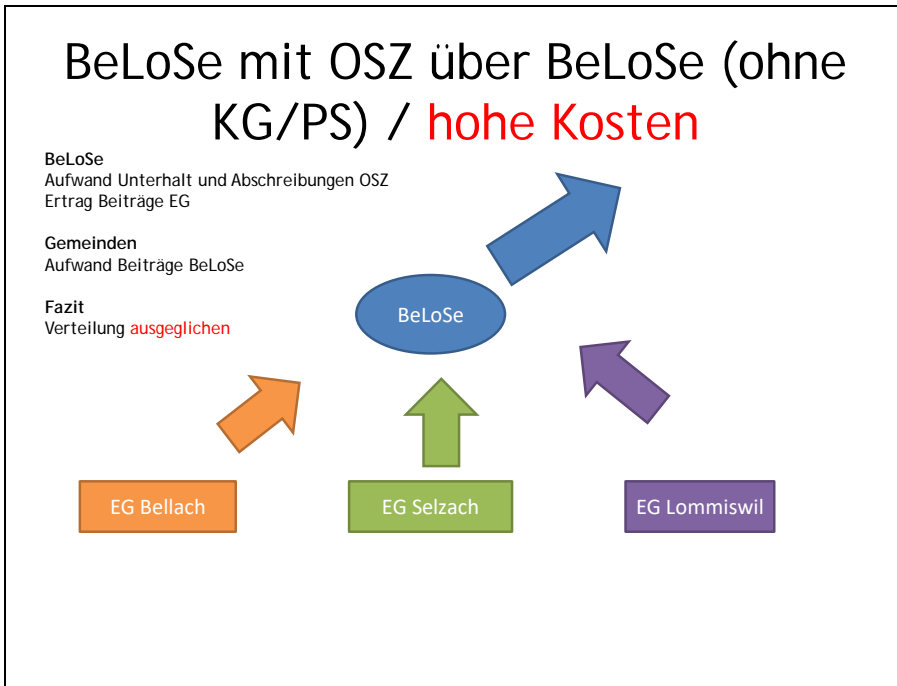 BeLoSe mit OSZ über BeLoSe (ohne
KG/PS) / hohe Kosten
BeLoSe
Aufwand Unterhalt und Abschreibungen OSZ
Ertrag Beiträge EG
Gemeinden
Aufwand Beiträge BeLoSe
Fazit
Verteilung ausgeglichen
BeLoSe
EG Bellach
EG Selzach
EG Lommiswil